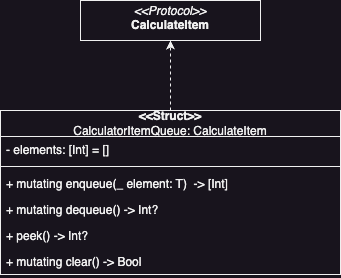 <<Protocol>>
CalculateItem
<<Struct>>
CalculatorItemQueue: CalculateItem
- elements: [Int] = []
+ mutating enqueue(_ element: T)  -> [Int]
+ mutating dequeue() -> Int?
+ peek() -> Int?
+ mutating clear() -> Bool